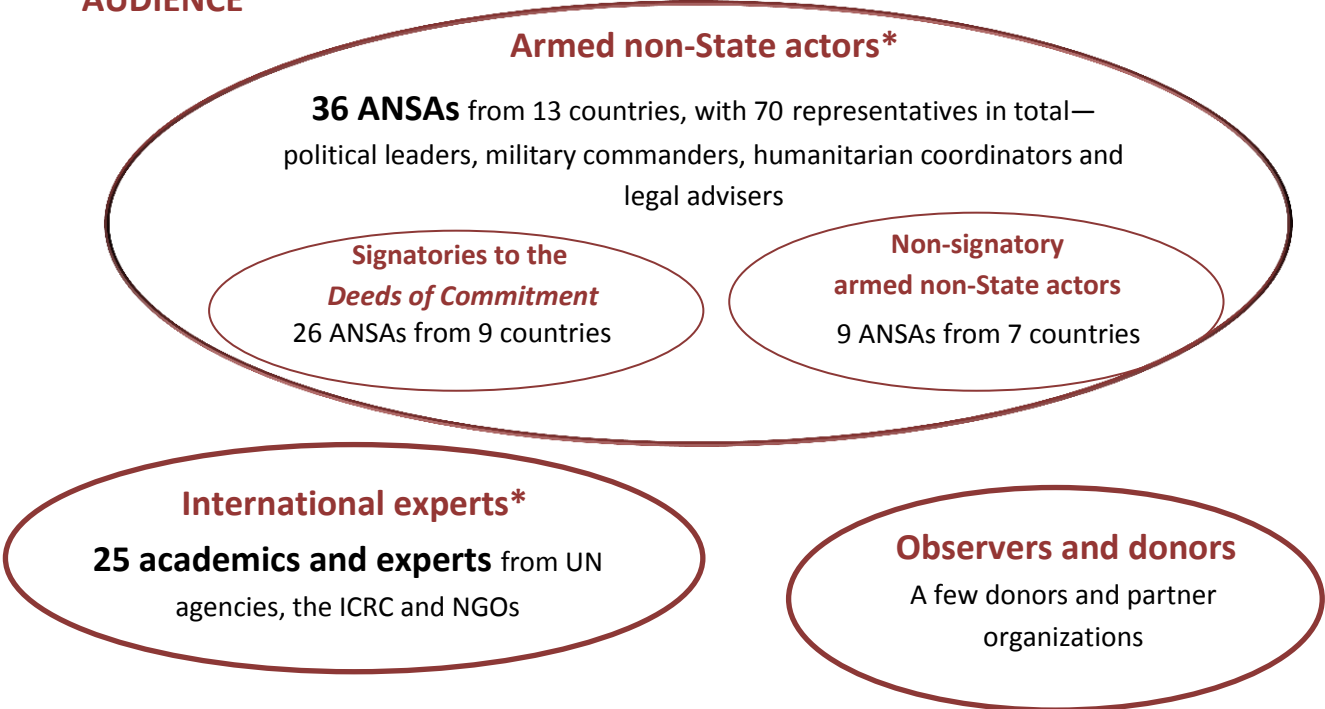 AUDIENCE
Armed non-State actors*
36 ANSAs from 13 countries, with 70 representatives in total—
political leaders, military commanders, humanitarian coordinators and
legal advisers
Signatories to the
Deeds of Commitment
26 ANSAs from 9 countries
Non-signatory
armed non-State actors
9 ANSAs from 7 countries
International experts*
25 academics and experts from UN
agencies, the ICRC and NGOs
Observers and donors
A few donors and partner
organizations